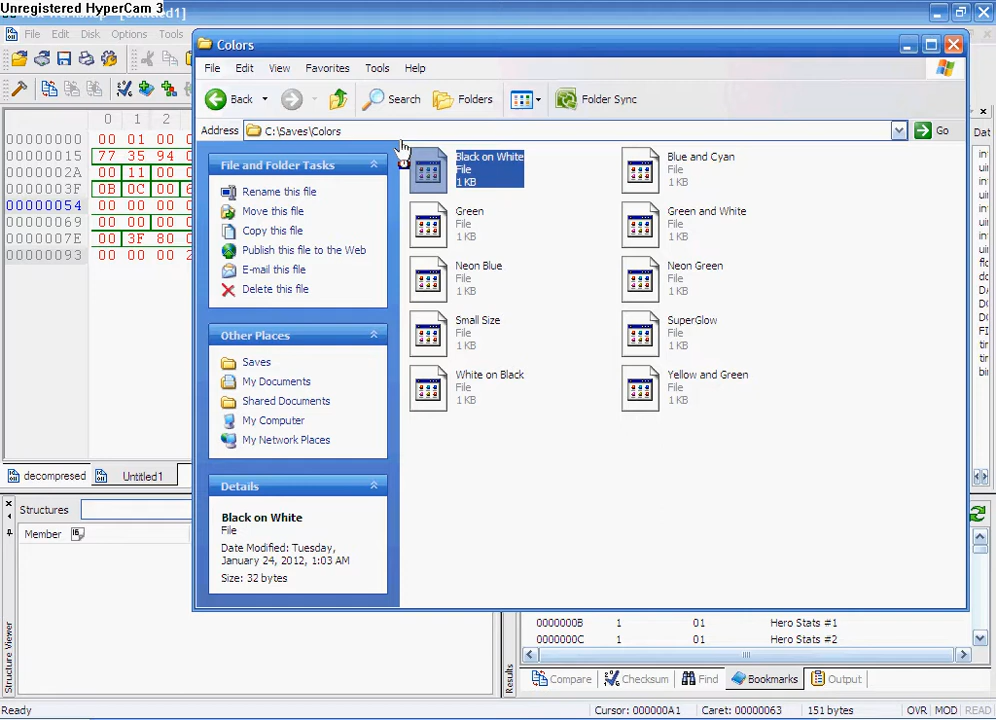 Unregistered HyperCam 3
[untitled1]
File Edit Disk Options Tools
0 1 2
00000000 00 01 00
00000015 77 35 94
0000002A 00 11 00
0000003F 0B 0C 00
00000054 00 00 00
00000069 00 00 00
0000007E 00 3F 80
00000093 00 00 00
decompresed Untitled1
Structures
Member
Structure Viewer
Ready
Colors
File Edit View Favorites Tools Help
Back Search Folders Folder Sync
Address C:\Saves\Colors Go
File and Folder Tasks
Rename this file
Move this file
Copy this file
Publish this file to the Web
E-mail this file
Delete this file
Other Places
Saves
My Documents
Shared Documents
My Computer
My Network Places
Details
Black on White
File
Date Modified: Tuesday,
January 24, 2012, 1:03 AM
Size: 32 bytes
Black on White
File
1 KB
Blue and Cyan
File
1 KB
Green
File
1 KB
Green and White
File
1 KB
Neon Blue
File
1 KB
Neon Green
File
1 KB
Small Size
File
1 KB
SuperGlow
File
1 KB
White on Black
File
1 KB
Yellow and Green
File
1 KB
Dat
0000000B 1 01 Hero Stats #1
0000000C 1 01 Hero Stats #2
Results
Compare Checksum Find Bookmarks Output
Cursor: 000000A1 Caret: 00000063 151 bytes OVR MOD READ